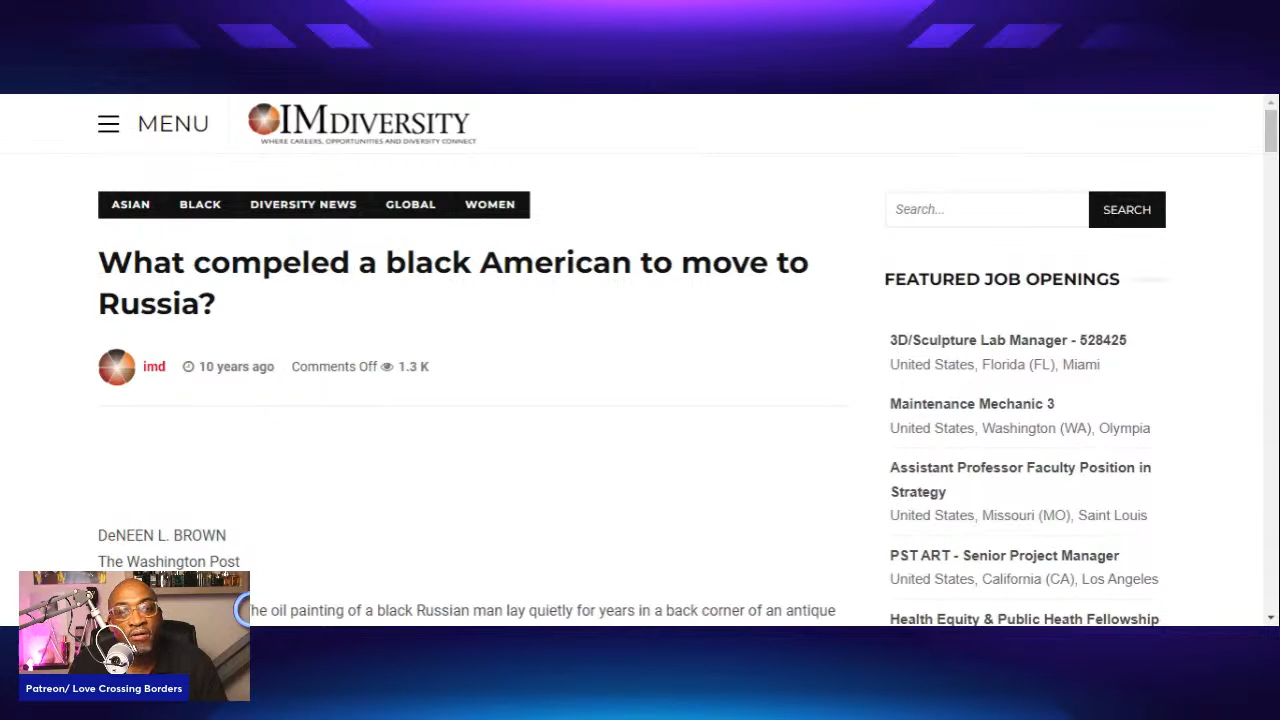 MENU
IMDIVERSITY
WHERE CAREERS, OPPORTUNITIES AND DIVERSITY CONNECT
ASIAN BLACK DIVERSITY NEWS GLOBAL WOMEN
What compeled a black American to move to
Russia?
imd 10 years ago Comments Off 1.3 K
DeNEEN L. BROWN
The Washington Post
he oil painting of a black Russian man lay quietly for years in a back corner of an antique
Search...
SEARCH
FEATURED JOB OPENINGS
3D/Sculpture Lab Manager - 528425
United States, Florida (FL), Miami
Maintenance Mechanic 3
United States, Washington (WA), Olympia
Assistant Professor Faculty Position in
Strategy
United States, Missouri (MO), Saint Louis
PST ART - Senior Project Manager
United States, California (CA), Los Angeles
Health Equity & Public Heath Fellowship
Patreon/ Love Crossing Borders